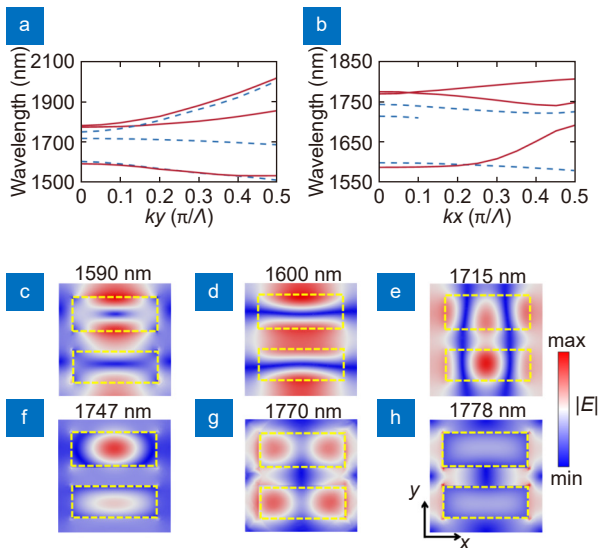 a
b
2100
1900
1700
1500
Wavelength (nm)
0 0.1 0.2 0.3 0.4 0.5
ky (π/Λ)
1850
1750
1650
1550
Wavelength (nm)
0 0.1 0.2 0.3 0.4 0.5
kx (π/Λ)
c 1590 nm
d 1600 nm
e 1715 nm
f 1747 nm
g 1770 nm
h 1778 nm
max
|E|
min
y
x